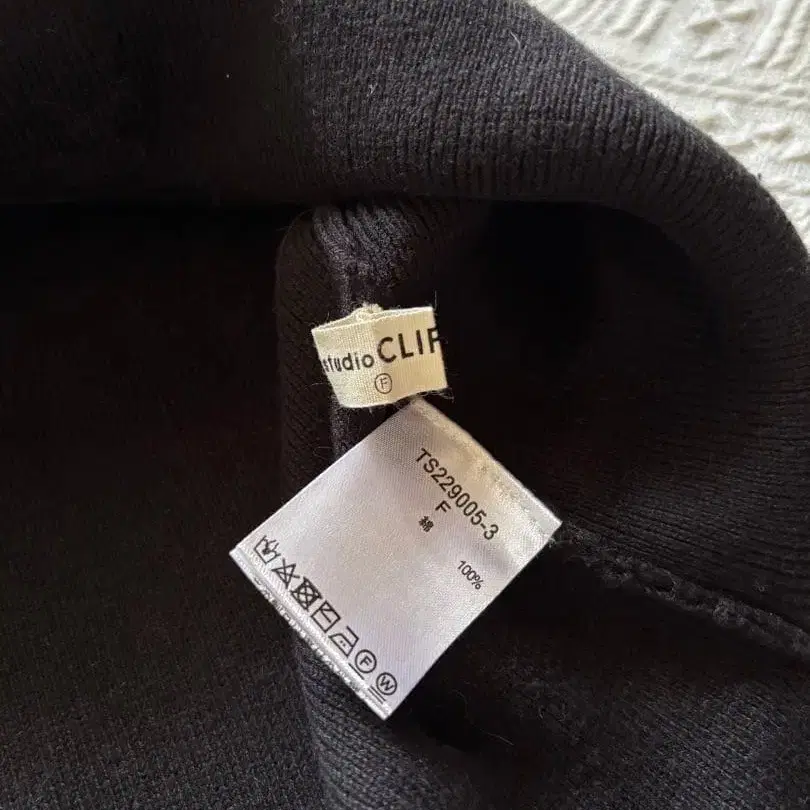 studio CLIP
Ⓕ
TS229005-3
F
綿 100%
Ⓕ Ⓦ